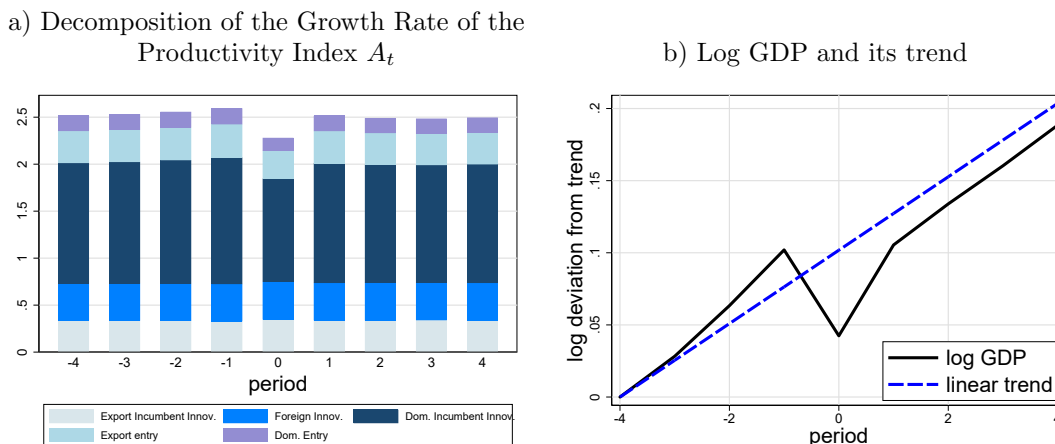 a) Decomposition of the Growth Rate of the
Productivity Index A_t
2.5
2
1.5
1
.5
0
-4 -3 -2 -1 0 1 2 3 4
period
Export Incumbent Innov. Foreign Innov. Dom. Incumbent Innov.
Export entry Dom. Entry
b) Log GDP and its trend
log deviation from trend
.2
.15
.1
.05
0
log GDP
linear trend
-4 -2 0 2 4
period